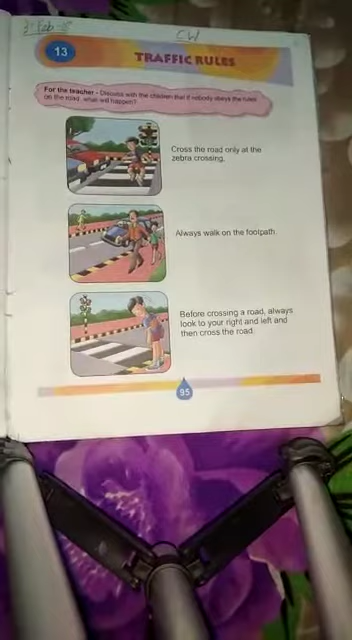 CW
13
TRAFFIC RULES
For the teacher - Discuss with the children that if nobody obeys the rules
on the road, what will happen?
Cross the road only at the
zebra crossing.
Always walk on the footpath.
Before crossing a road, always
look to your right and left and
then cross the road.
95